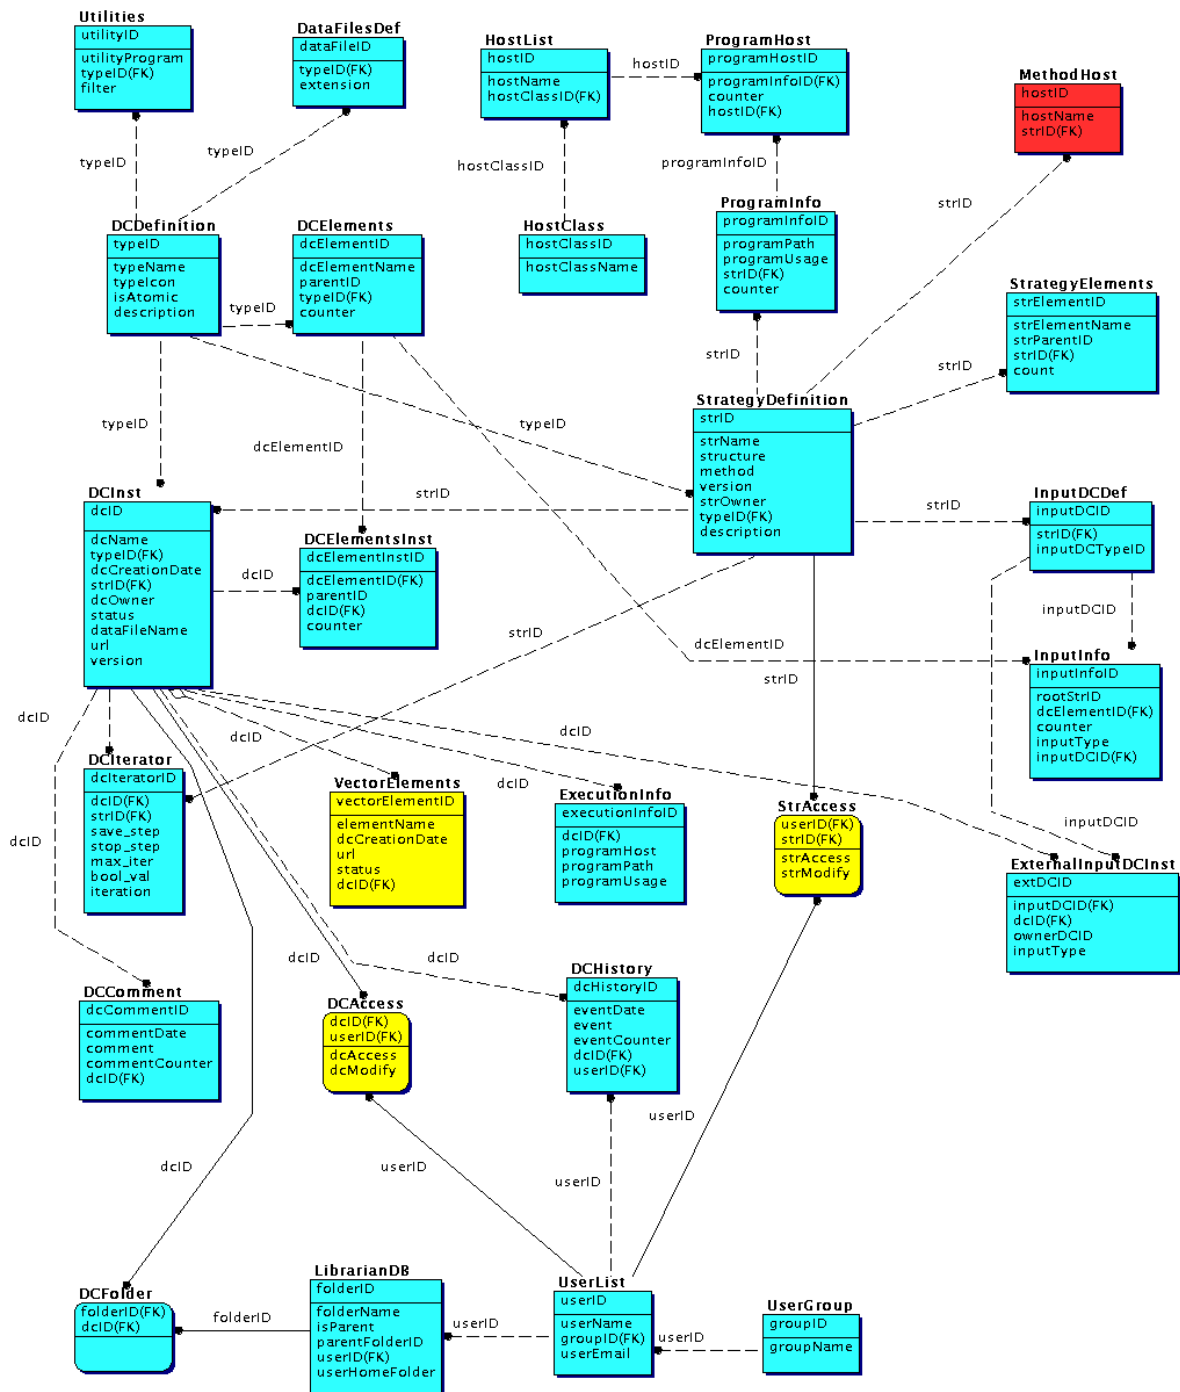 Utilities
utilityID
utilityProgram
typeID(FK)
filter
DataFilesDef
dataFileID
typeID(FK)
extension
HostList
hostID
hostName
hostClassID(FK)
hostID
ProgramHost
programHostID
programInfoID(FK)
counter
hostID(FK)
MethodHost
hostID
hostName
strID(FK)
typeID
typeID
hostClassID
programInfoID
strID
DCDefinition
typeID
typeName
typeIcon
isAtomic
description
typeID
DCElements
dcElementID
dcElementName
parentID
typeID(FK)
counter
HostClass
hostClassID
hostClassName
ProgramInfo
programInfoID
programPath
programUsage
strID(FK)
counter
StrategyElements
strElementID
strElementName
strParentID
strID(FK)
count
strID
strID
typeID
dcElementID
typeID
StrategyDefinition
strID
strName
structure
method
version
strOwner
typeID(FK)
description
strID
strID
DCInst
dcID
dcName
typeID(FK)
dcCreationDate
strID(FK)
dcOwner
status
dataFileName
url
version
dcID
DCElementsInst
dcElementInstID
dcElementID(FK)
parentID
dcID(FK)
counter
InputDCDef
inputDCID
strID(FK)
inputDCTypeID
inputDCID
strID
dcElementID
strID
InputInfo
inputInfoID
rootStrID
dcElementID(FK)
counter
inputType
inputDCID(FK)
dcID
dcID
dcID
dcID
dcID
DCIterator
dcIteratorID
dcID(FK)
strID(FK)
save_step
stop_step
max_iter
bool_val
iteration
VectorElements
vectorElementID
elementName
dcCreationDate
url
status
dcID(FK)
ExecutionInfo
executionInfoID
dcID(FK)
programHost
programPath
programUsage
StrAccess
userID(FK)
strID(FK)
strAccess
strModify
inputDCID
ExternalInputDCInst
extDCID
inputDCID(FK)
dcID(FK)
ownerDCID
inputType
dcID
dcID
DCComment
dcCommentID
commentDate
comment
commentCounter
dcID(FK)
DCAccess
dcID(FK)
userID(FK)
dcAccess
dcModify
DCHistory
dcHistoryID
eventDate
event
eventCounter
dcID(FK)
userID(FK)
userID
dcID
userID
userID
DCFolder
folderID(FK)
dcID(FK)
folderID
LibrarianDB
folderID
folderName
isParent
parentFolderID
userID(FK)
userHomeFolder
userID
UserList
userID
userName
groupID(FK)
userEmail
userID
UserGroup
groupID
groupName